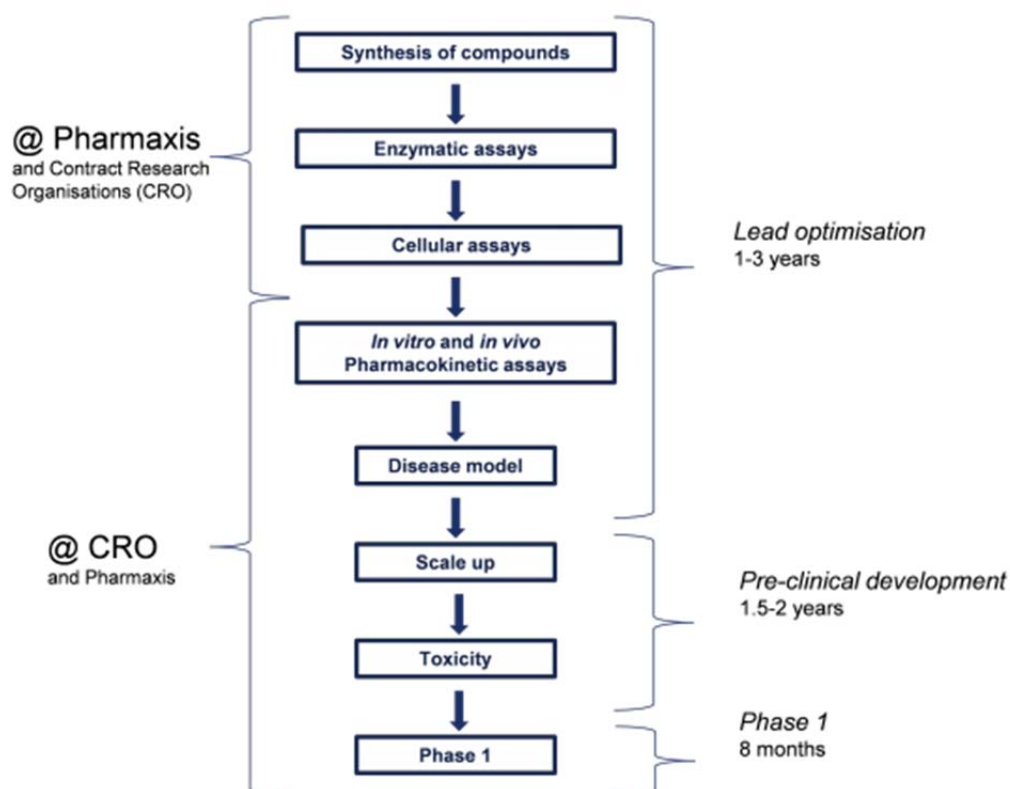 Synthesis of compounds
@ Pharmaxis
and Contract Research
Organisations (CRO)
Enzymatic assays
Cellular assays
Lead optimisation
1-3 years
In vitro and in vivo
Pharmacokinetic assays
Disease model
@ CRO
and Pharmaxis
Scale up
Pre-clinical development
1.5-2 years
Toxicity
Phase 1
8 months
Phase 1